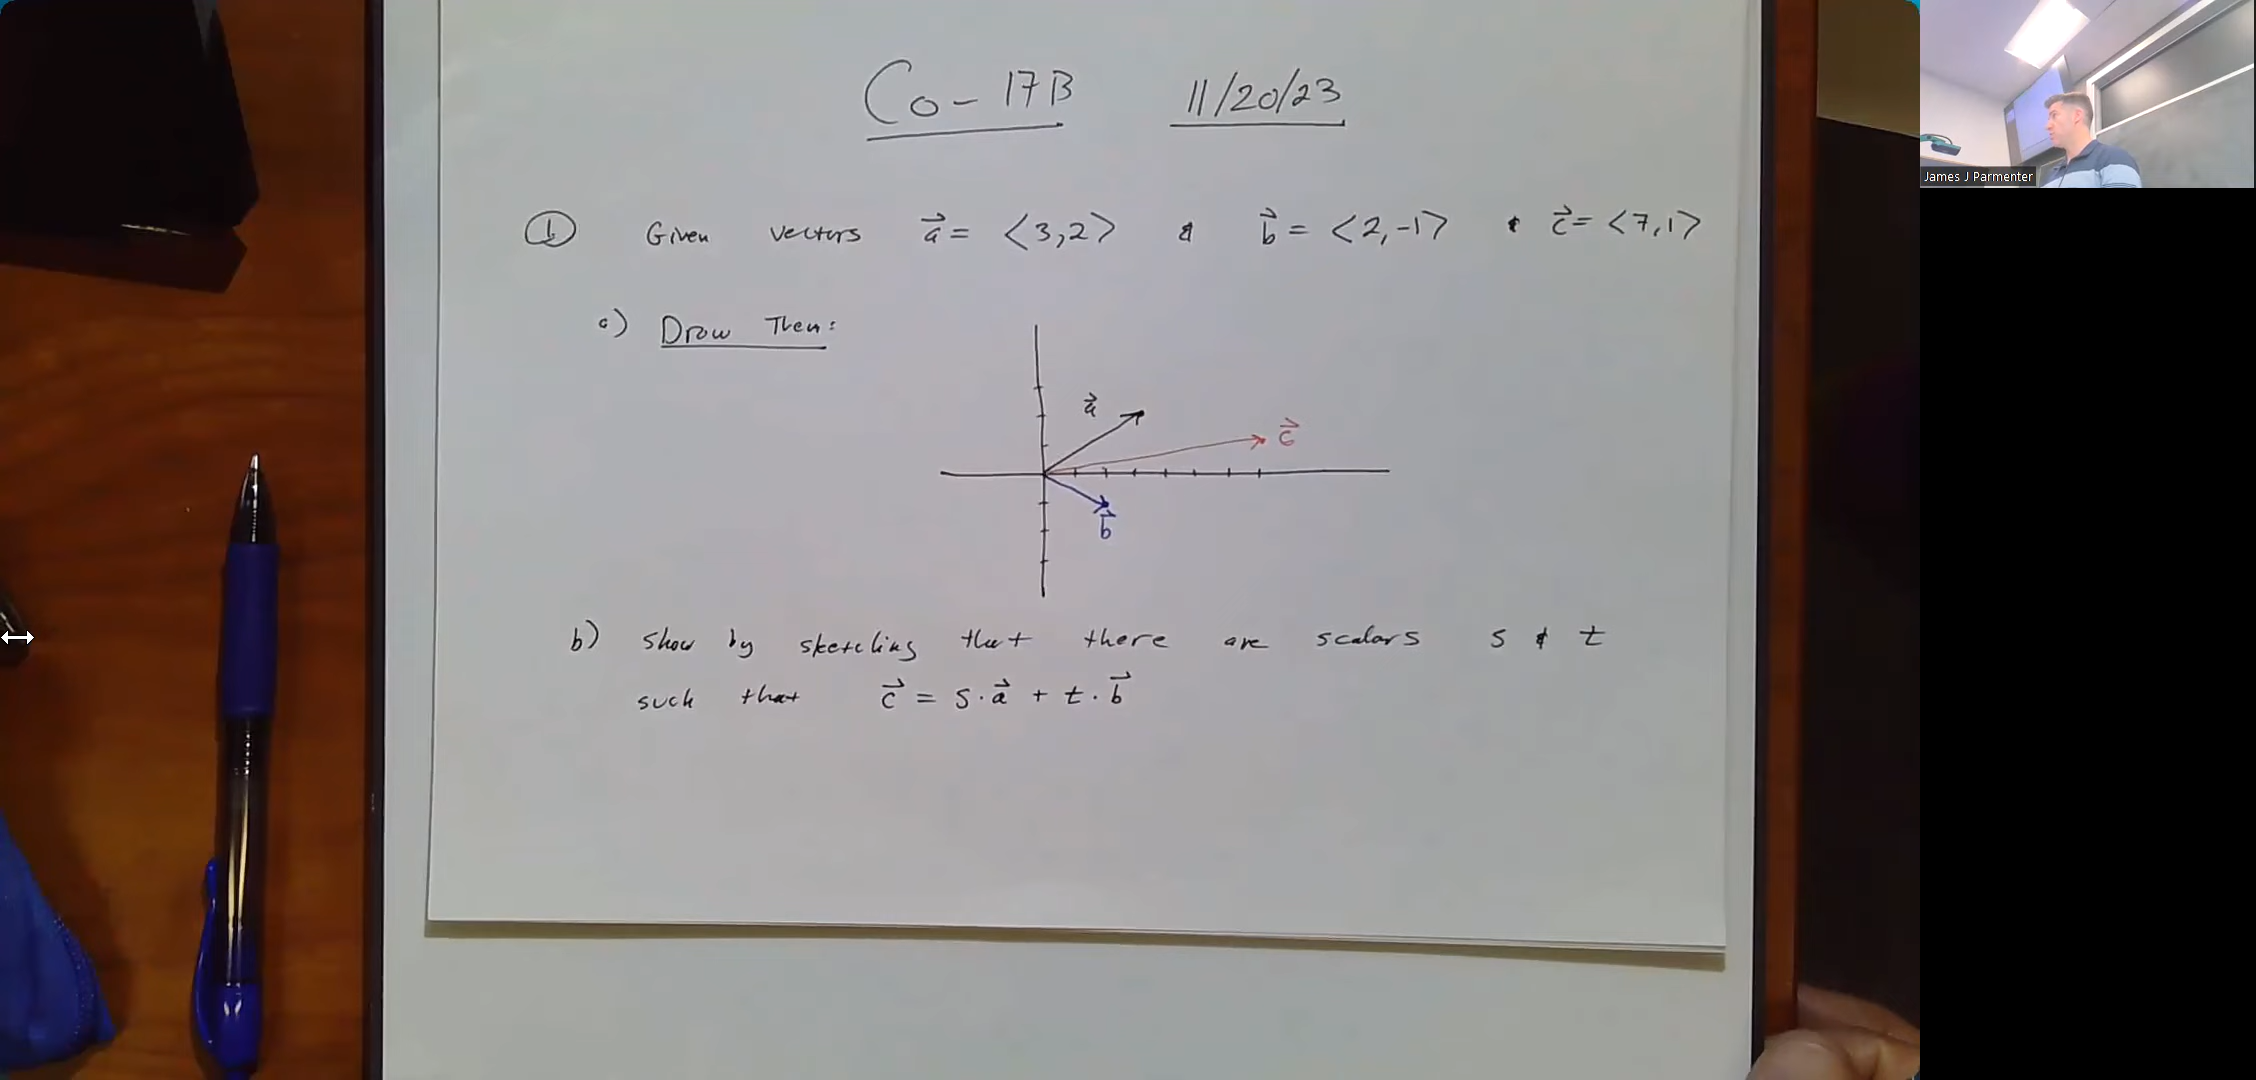 Co-17B 11/20/23
James J Parmenter
① Given vectors a⃗ = <3,2> & b⃗ = <2,-1> & c⃗ = <7,1>
a) Draw Them:
a⃗
c⃗
b⃗
b) show by sketching that there are scalars s & t
such that c⃗ = s·a⃗ + t·b⃗